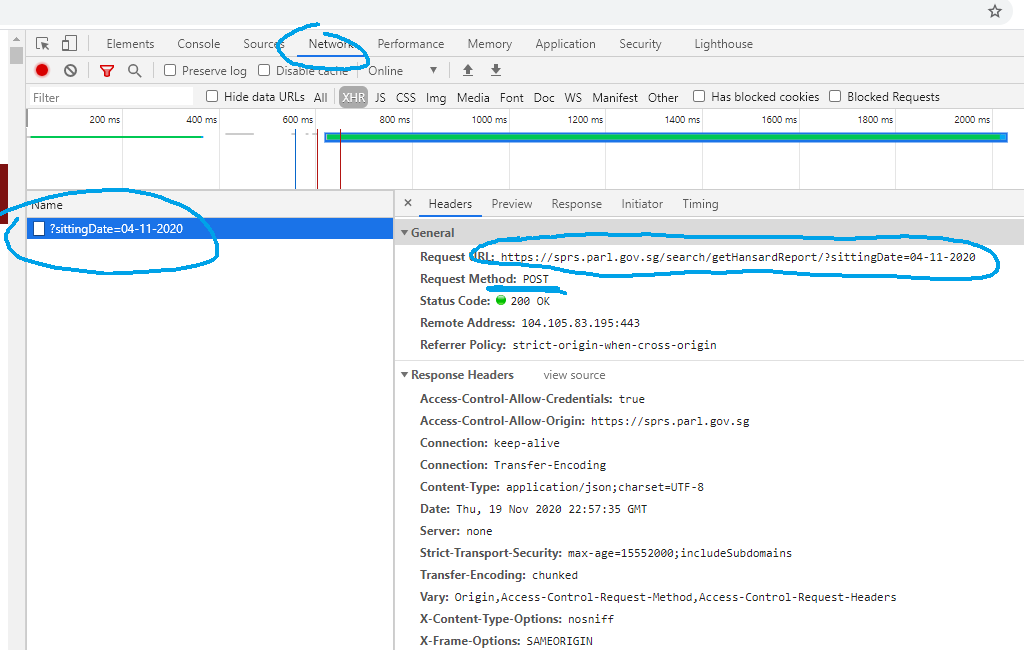 Elements Console Sources Network Performance Memory Application Security Lighthouse
Preserve log Disable cache Online
Filter Hide data URLs All XHR JS CSS Img Media Font Doc WS Manifest Other Has blocked cookies Blocked Requests
200 ms 400 ms 600 ms 800 ms 1000 ms 1200 ms 1400 ms 1600 ms 1800 ms 2000 ms
Name × Headers Preview Response Initiator Timing
?sittingDate=04-11-2020
General
Request URL: https://sprs.parl.gov.sg/search/getHansardReport/?sittingDate=04-11-2020
Request Method: POST
Status Code: 200 OK
Remote Address: 104.105.83.195:443
Referrer Policy: strict-origin-when-cross-origin
Response Headers view source
Access-Control-Allow-Credentials: true
Access-Control-Allow-Origin: https://sprs.parl.gov.sg
Connection: keep-alive
Connection: Transfer-Encoding
Content-Type: application/json;charset=UTF-8
Date: Thu, 19 Nov 2020 22:57:35 GMT
Server: none
Strict-Transport-Security: max-age=15552000;includeSubdomains
Transfer-Encoding: chunked
Vary: Origin,Access-Control-Request-Method,Access-Control-Request-Headers
X-Content-Type-Options: nosniff
X-Frame-Options: SAMEORIGIN